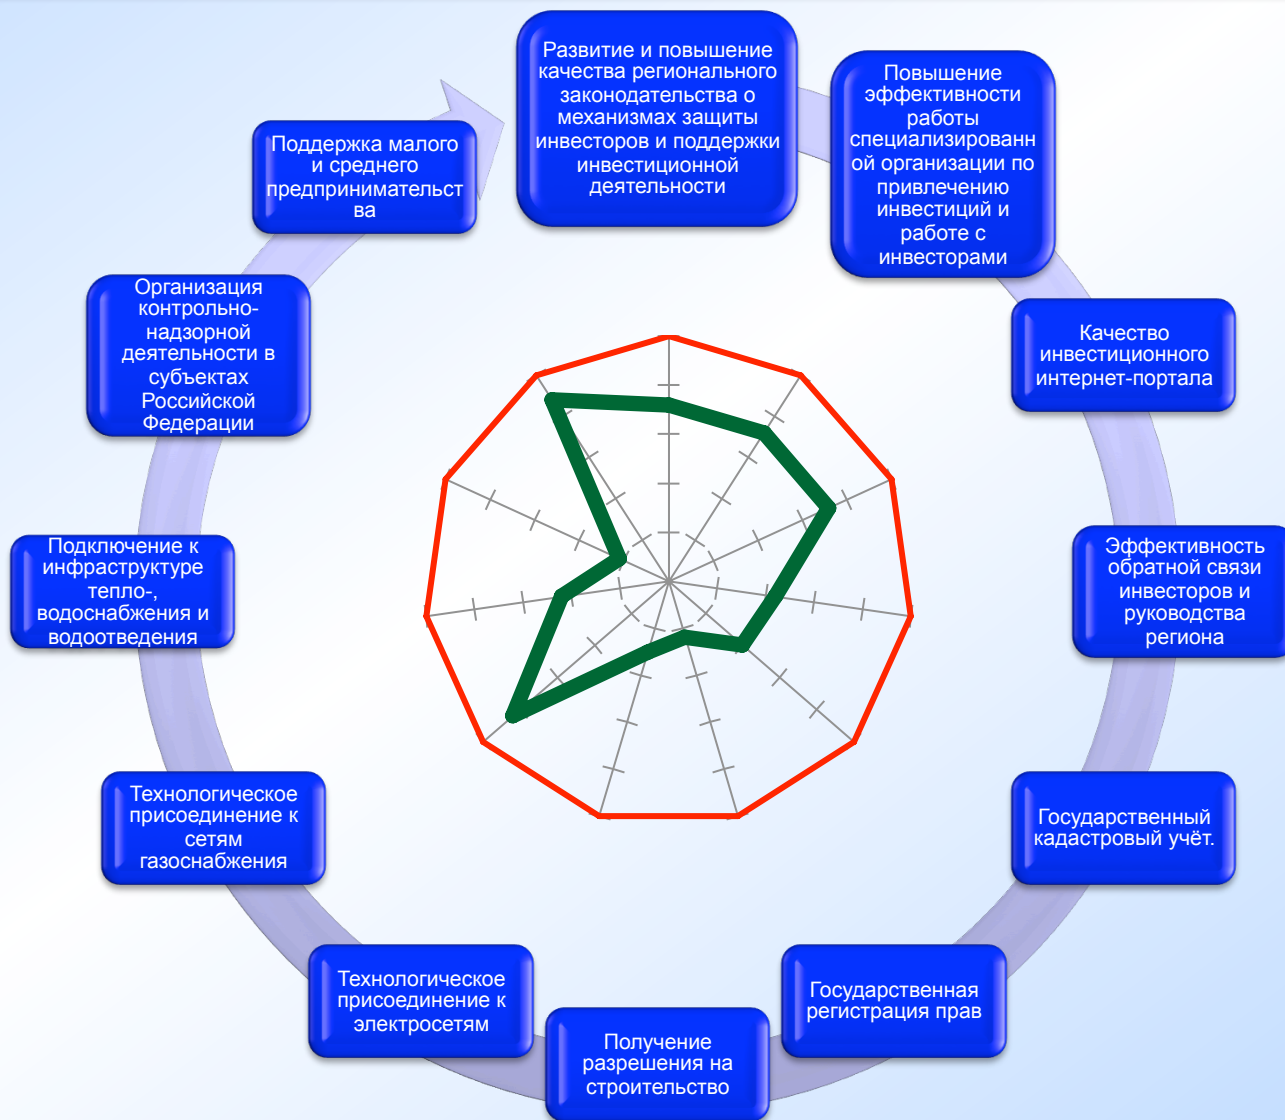 Развитие и повышение
качества регионального
законодательства о
механизмах защиты
инвесторов и поддержки
инвестиционной
деятельности
Повышение
эффективности
работы
специализированн
ой организации по
привлечению
инвестиций и
работе с
инвесторами
Качество
инвестиционного
интернет-портала
Эффективность
обратной связи
инвесторов и
руководства
региона
Государственный
кадастровый учёт.
Государственная
регистрация прав
Получение
разрешения на
строительство
Технологическое
присоединение к
электросетям
Технологическое
присоединение к
сетям
газоснабжения
Подключение к
инфраструктуре
тепло-,
водоснабжения и
водоотведения
Организация
контрольно-
надзорной
деятельности в
субъектах
Российской
Федерации
Поддержка малого
и среднего
предпринимательст
ва